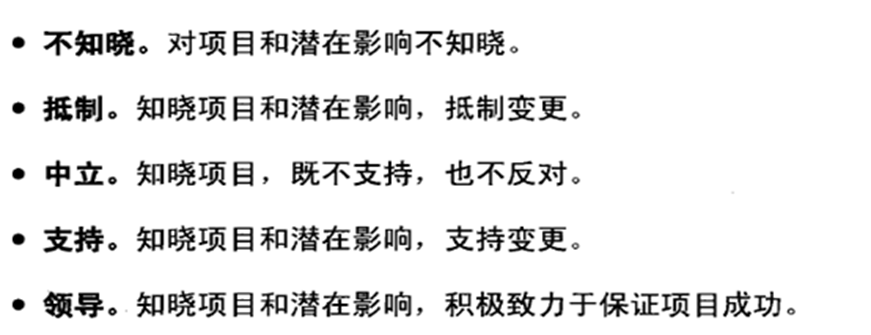 • 不知晓。对项目和潜在影响不知晓。
• 抵制。知晓项目和潜在影响，抵制变更。
• 中立。知晓项目，既不支持，也不反对。
• 支持。知晓项目和潜在影响，支持变更。
• 领导。知晓项目和潜在影响，积极致力于保证项目成功。